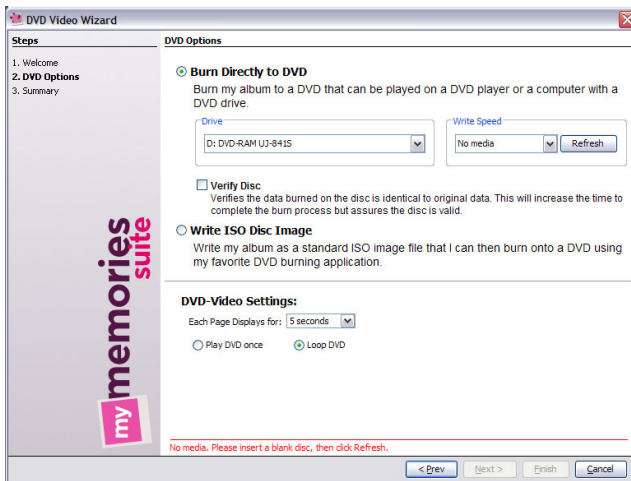 DVD Video Wizard
Steps
1. Welcome
2. DVD Options
3. Summary
my memories
suite
DVD Options
Burn Directly to DVD
Burn my album to a DVD that can be played on a DVD player or a computer with a
DVD drive.
Drive
D: DVD-RAM UJ-841S
Write Speed
No media
Refresh
Verify Disc
Verifies the data burned on the disc is identical to original data. This will increase the time to
complete the burn process but assures the disc is valid.
Write ISO Disc Image
Write my album as a standard ISO image file that I can then burn onto a DVD using
my favorite DVD burning application.
DVD-Video Settings:
Each Page Displays for: 5 seconds
Play DVD once Loop DVD
No media. Please insert a blank disc, then click Refresh.
< Prev Next > Finish Cancel